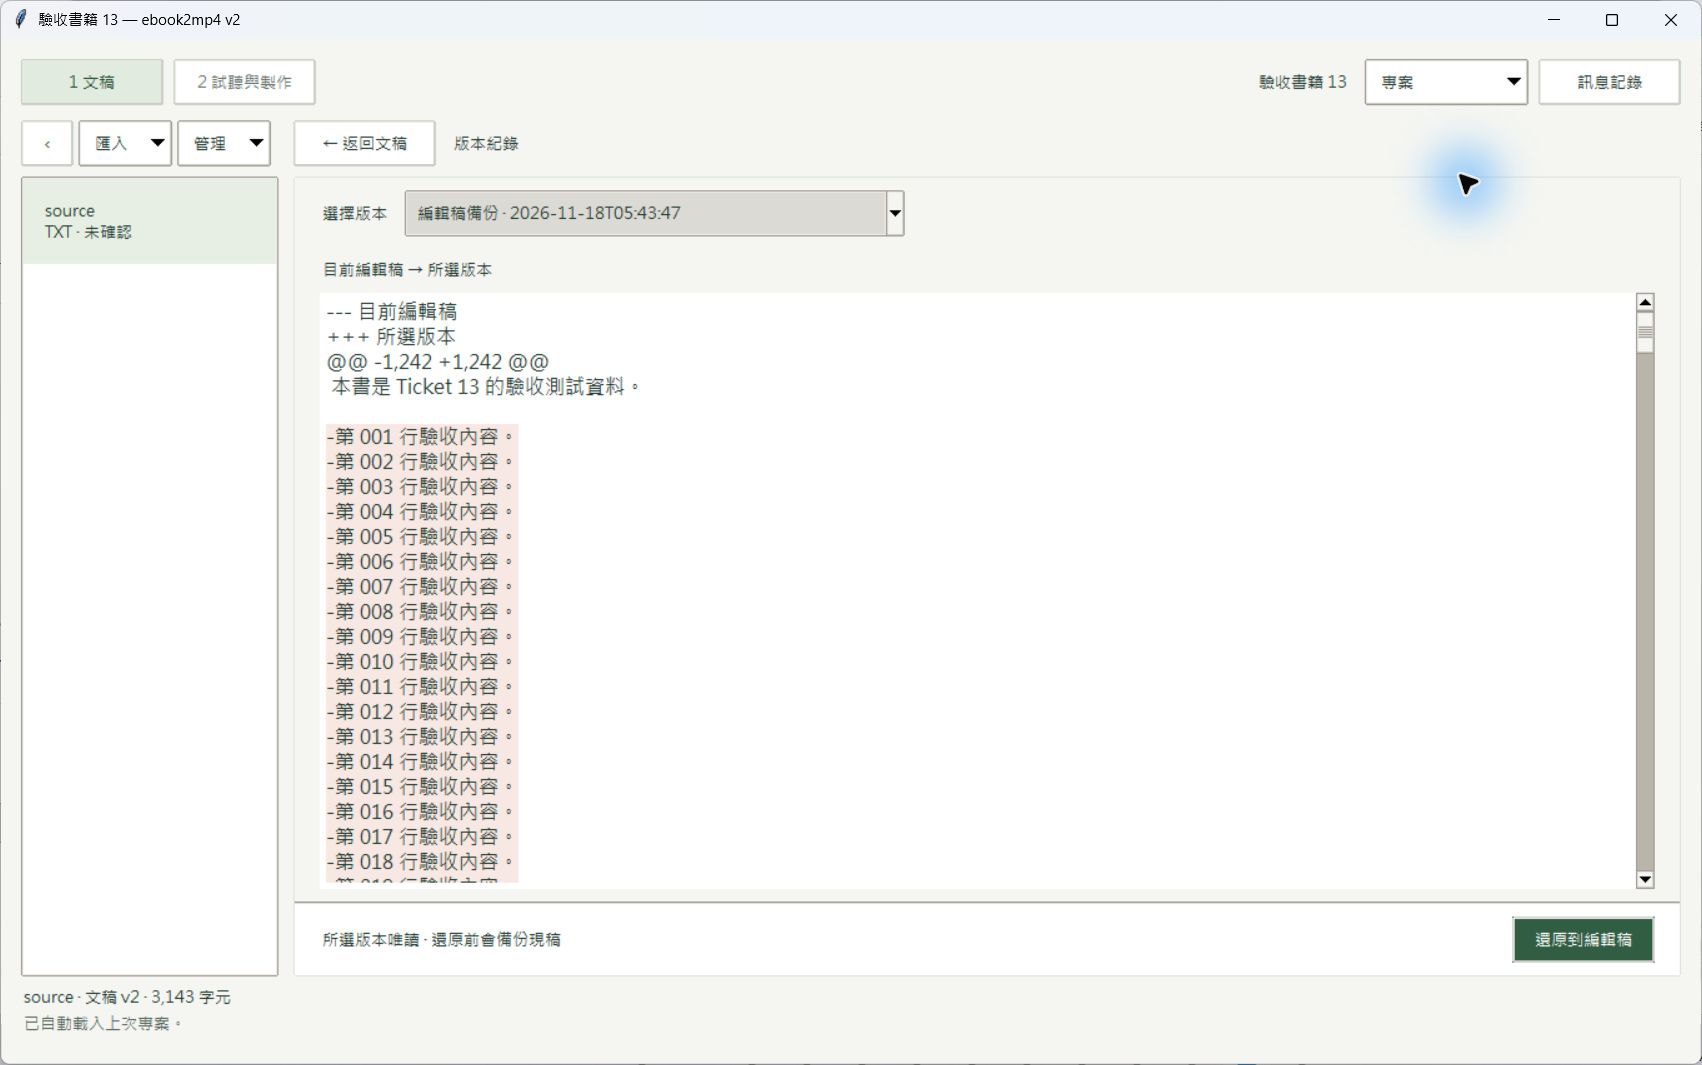 驗收書籍 13 — ebook2mp4 v2
1 文稿
2 試聽與製作
驗收書籍 13
專案
訊息記錄
‹
匯入
管理
← 返回文稿
版本紀錄
source
TXT · 未確認
選擇版本
編輯稿備份 · 2026-11-18T05:43:47
目前編輯稿 → 所選版本
--- 目前編輯稿
+++ 所選版本
@@ -1,242 +1,242 @@
本書是 Ticket 13 的驗收測試資料。
-第 001 行驗收內容。
-第 002 行驗收內容。
-第 003 行驗收內容。
-第 004 行驗收內容。
-第 005 行驗收內容。
-第 006 行驗收內容。
-第 007 行驗收內容。
-第 008 行驗收內容。
-第 009 行驗收內容。
-第 010 行驗收內容。
-第 011 行驗收內容。
-第 012 行驗收內容。
-第 013 行驗收內容。
-第 014 行驗收內容。
-第 015 行驗收內容。
-第 016 行驗收內容。
-第 017 行驗收內容。
-第 018 行驗收內容。
所選版本唯讀 · 還原前會備份現稿
還原到編輯稿
source · 文稿 v2 · 3,143 字元
已自動載入上次專案。